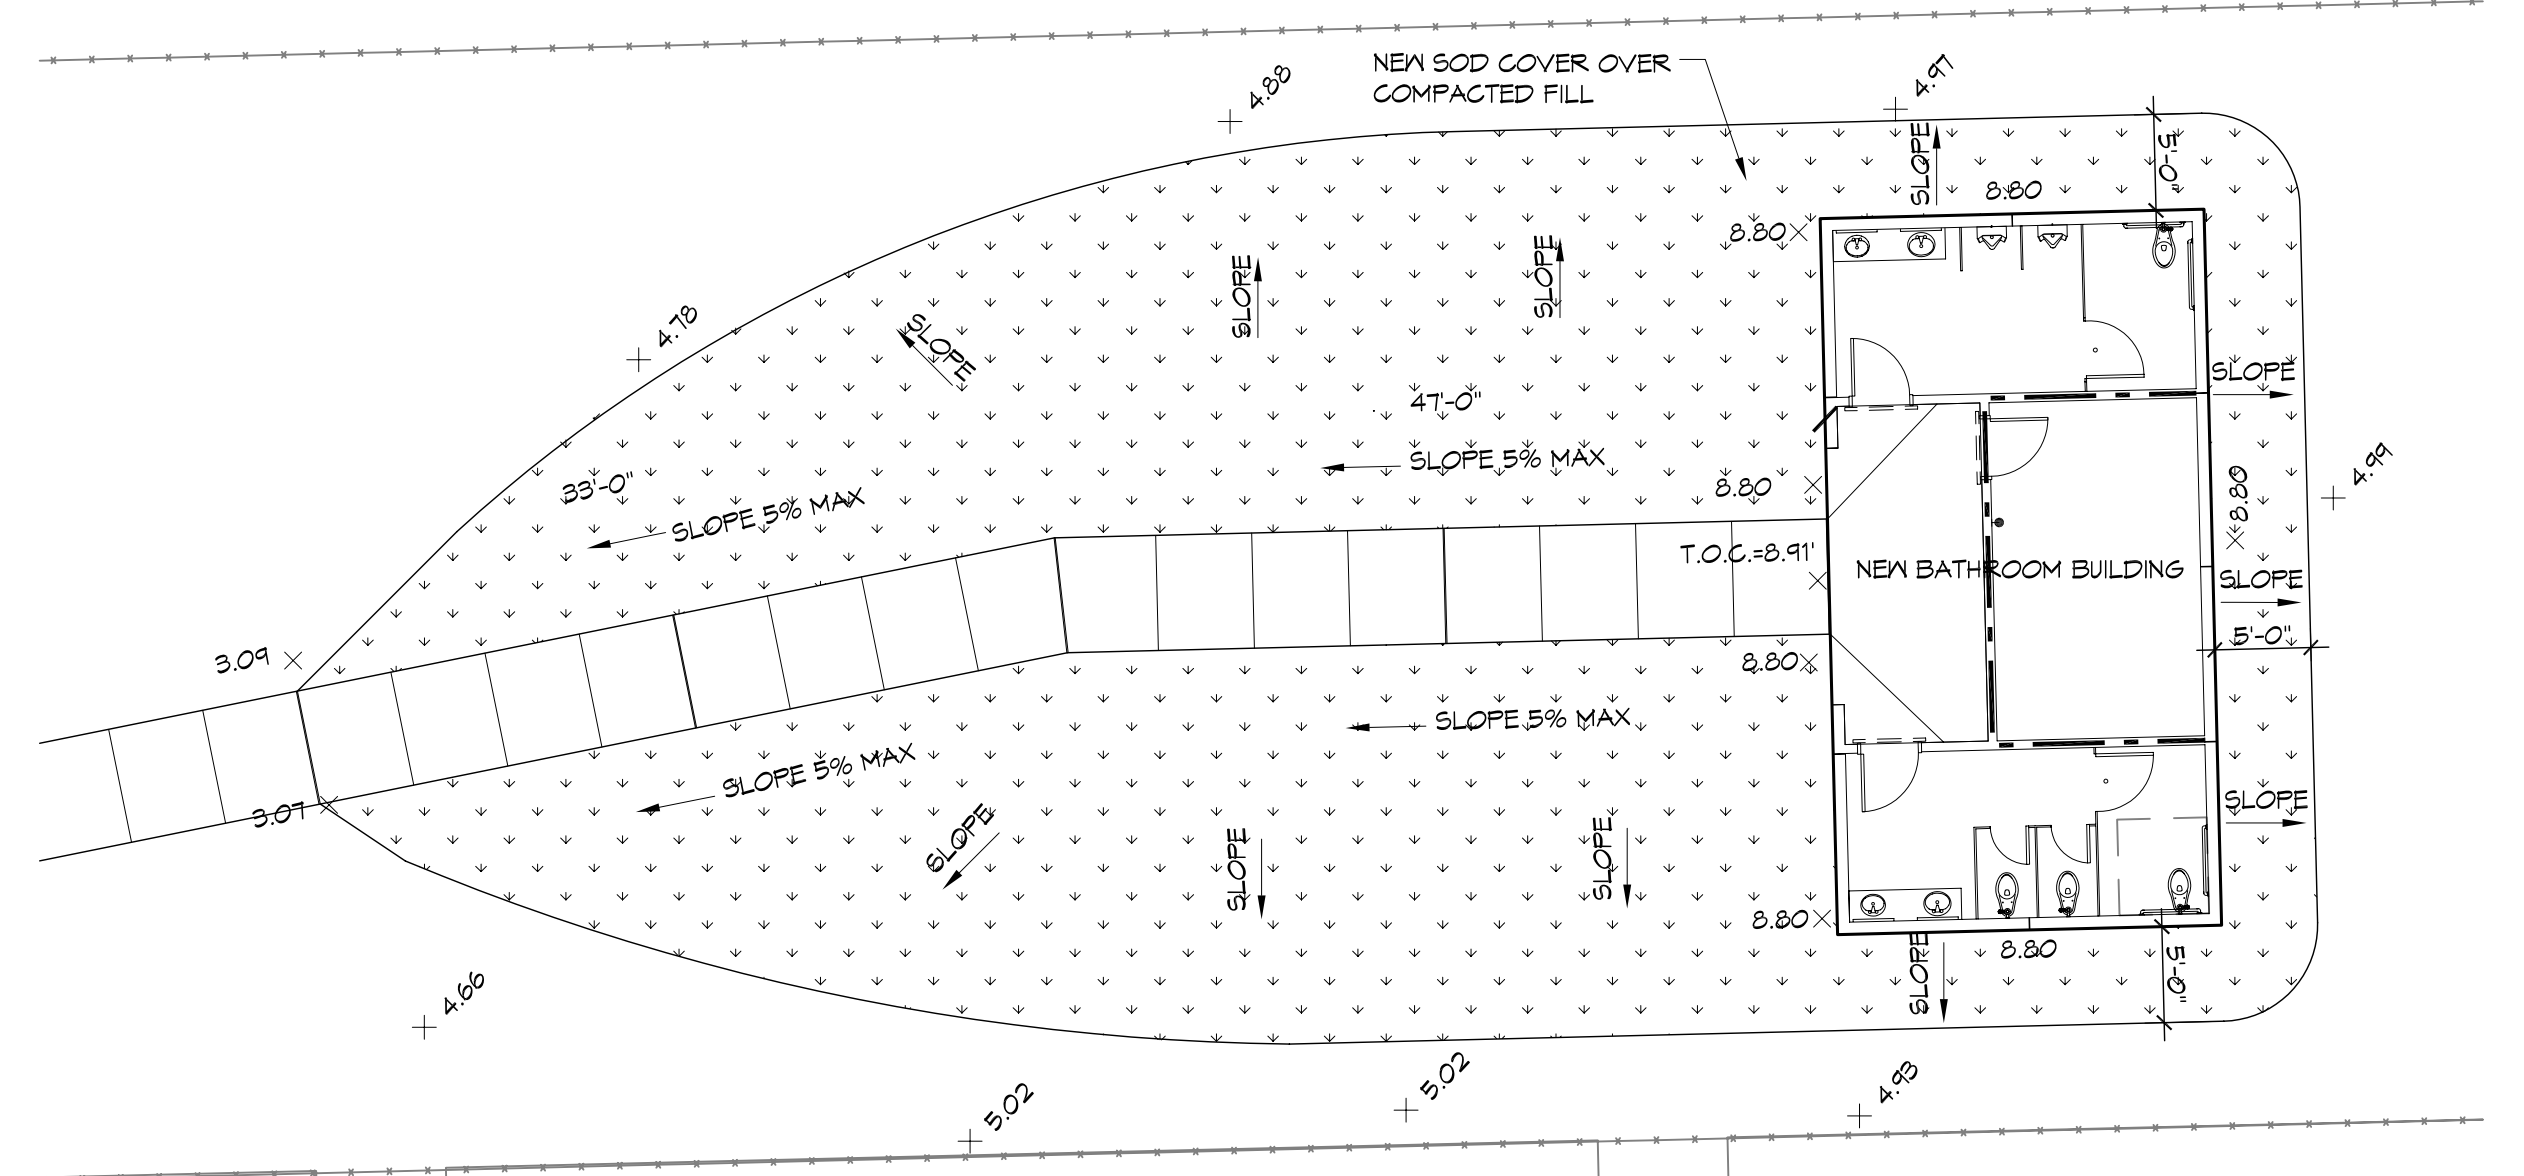 NEW SOD COVER OVER
COMPACTED FILL
4.88
4.97
SLOPE
5'-0"
8.80
8.80
SLOPE
SLOPE
4.78
SLOPE
SLOPE
47'-0"
SLOPE 5% MAX
33'-0"
SLOPE 5% MAX
8.80
8.80
4.99
T.O.C.=8.91'
NEW BATHROOM BUILDING
SLOPE
5'-0"
3.09
8.80
SLOPE 5% MAX
SLOPE 5% MAX
3.07
SLOPE
SLOPE
SLOPE
SLOPE
8.80
SLOPE
8.80
5'-0"
4.66
5.02
5.02
4.93